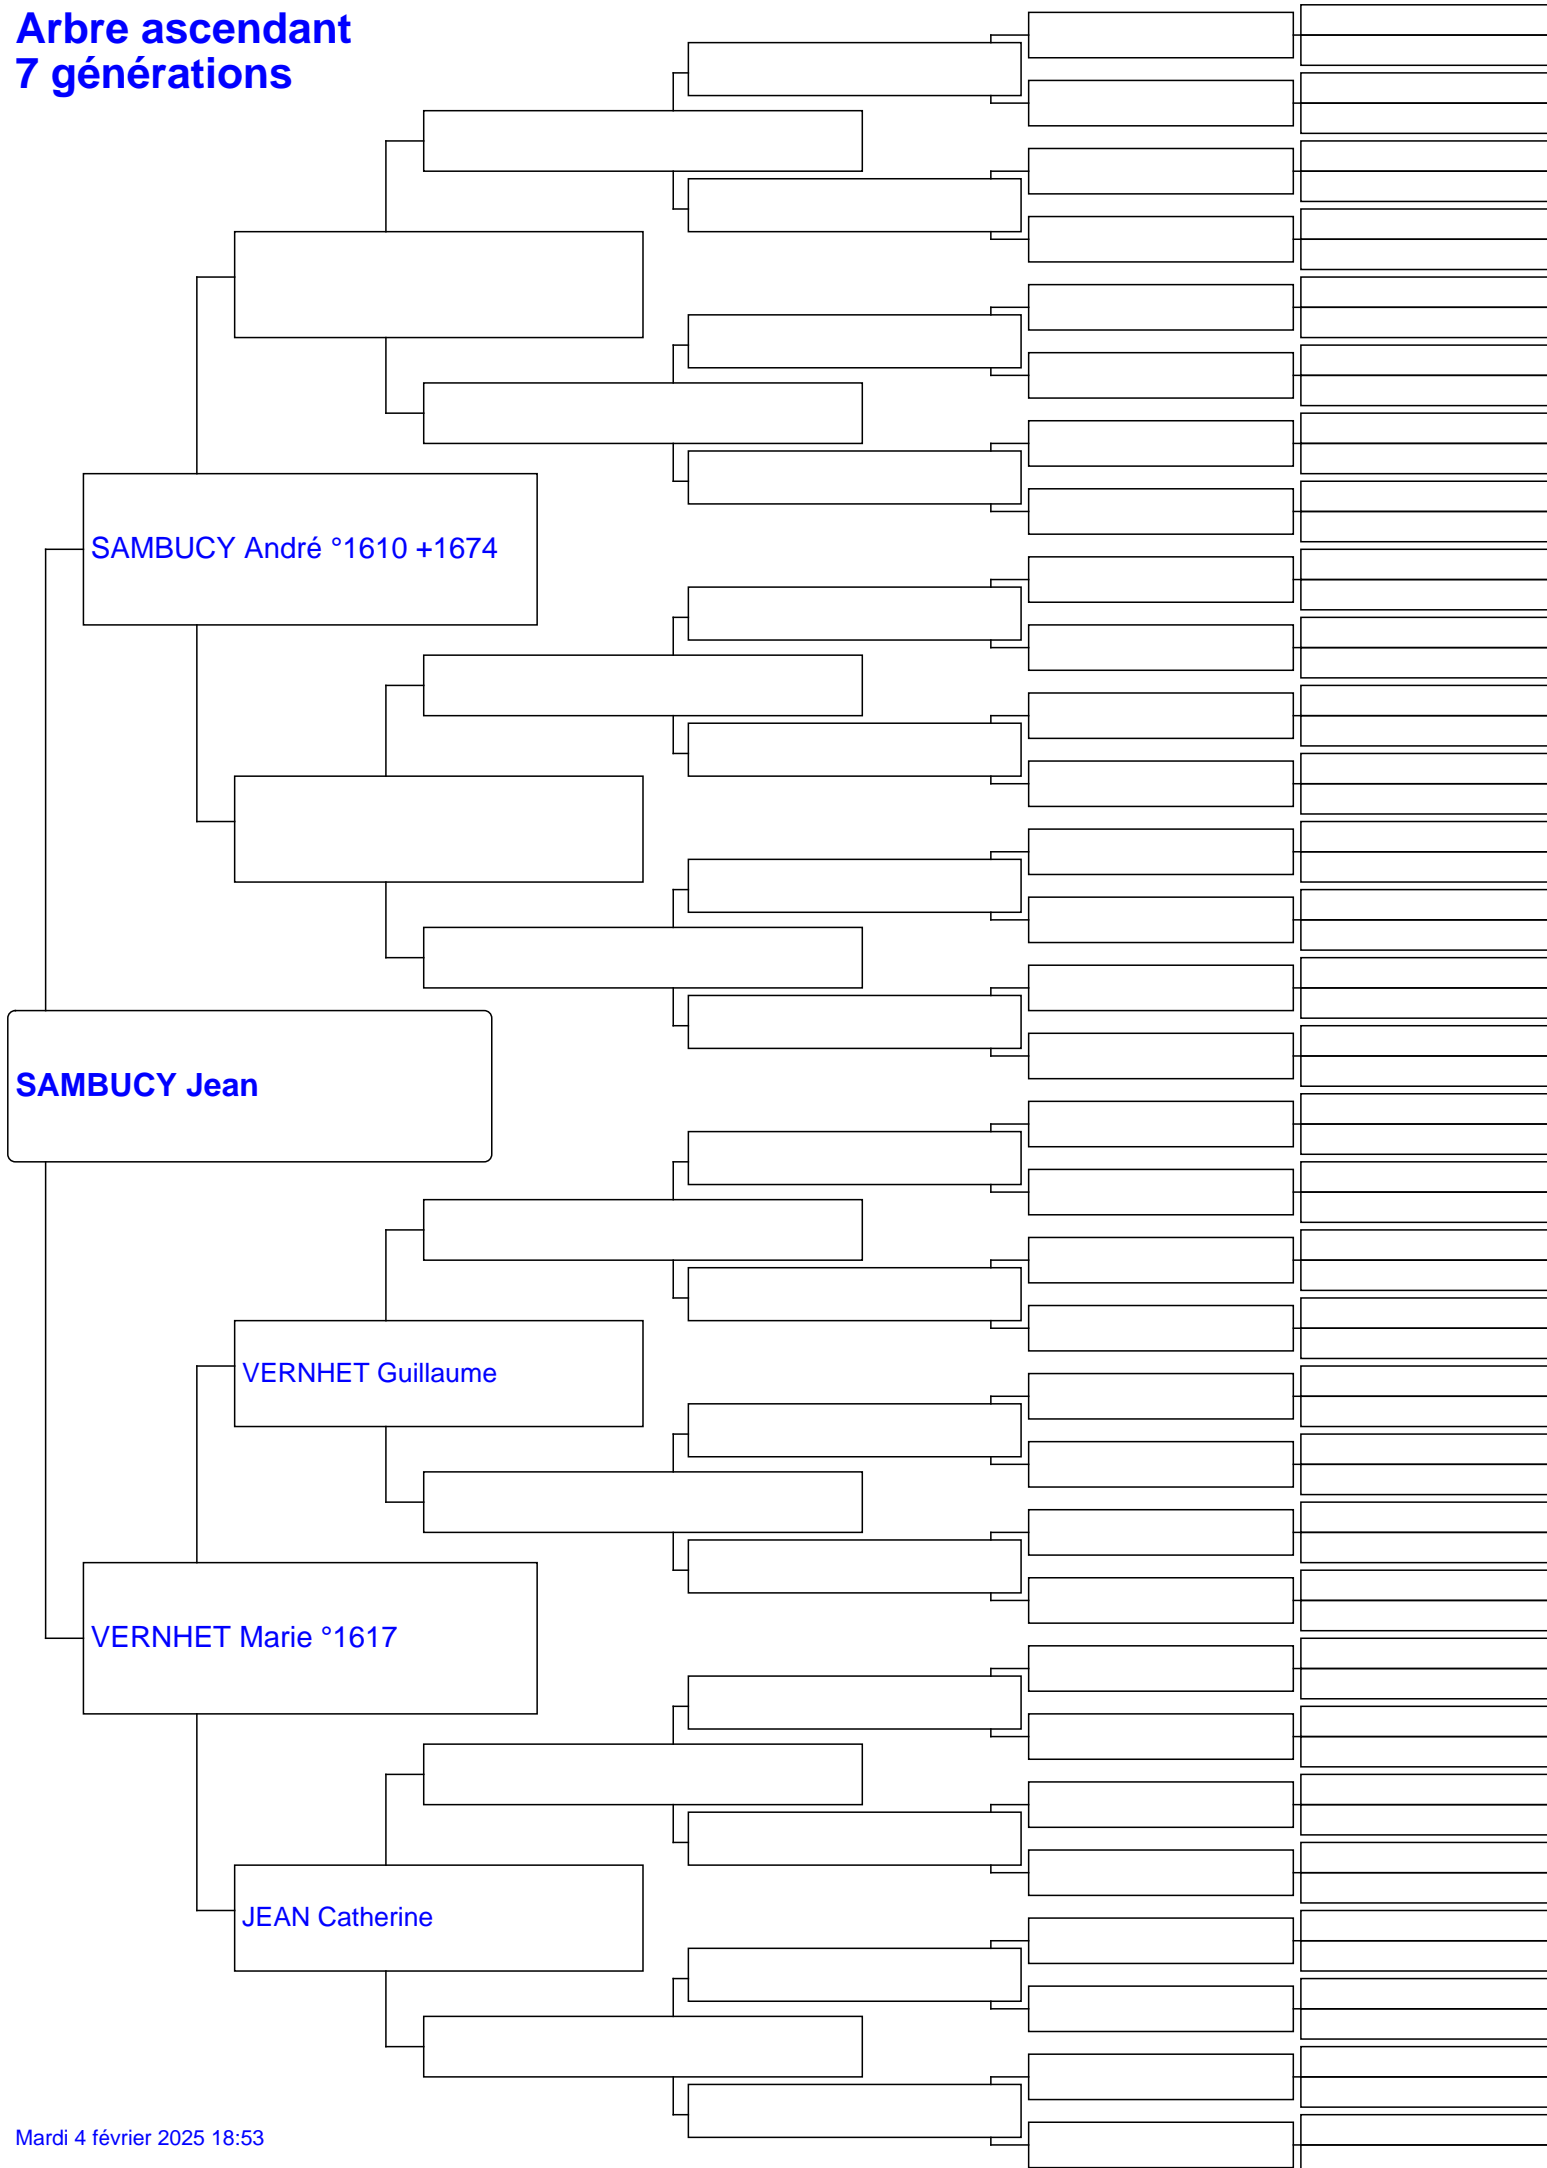 Arbre ascendant
7 générations
SAMBUCY André °1610 +1674
SAMBUCY Jean
VERNHET Guillaume
VERNHET Marie °1617
JEAN Catherine
Mardi 4 février 2025 18:53